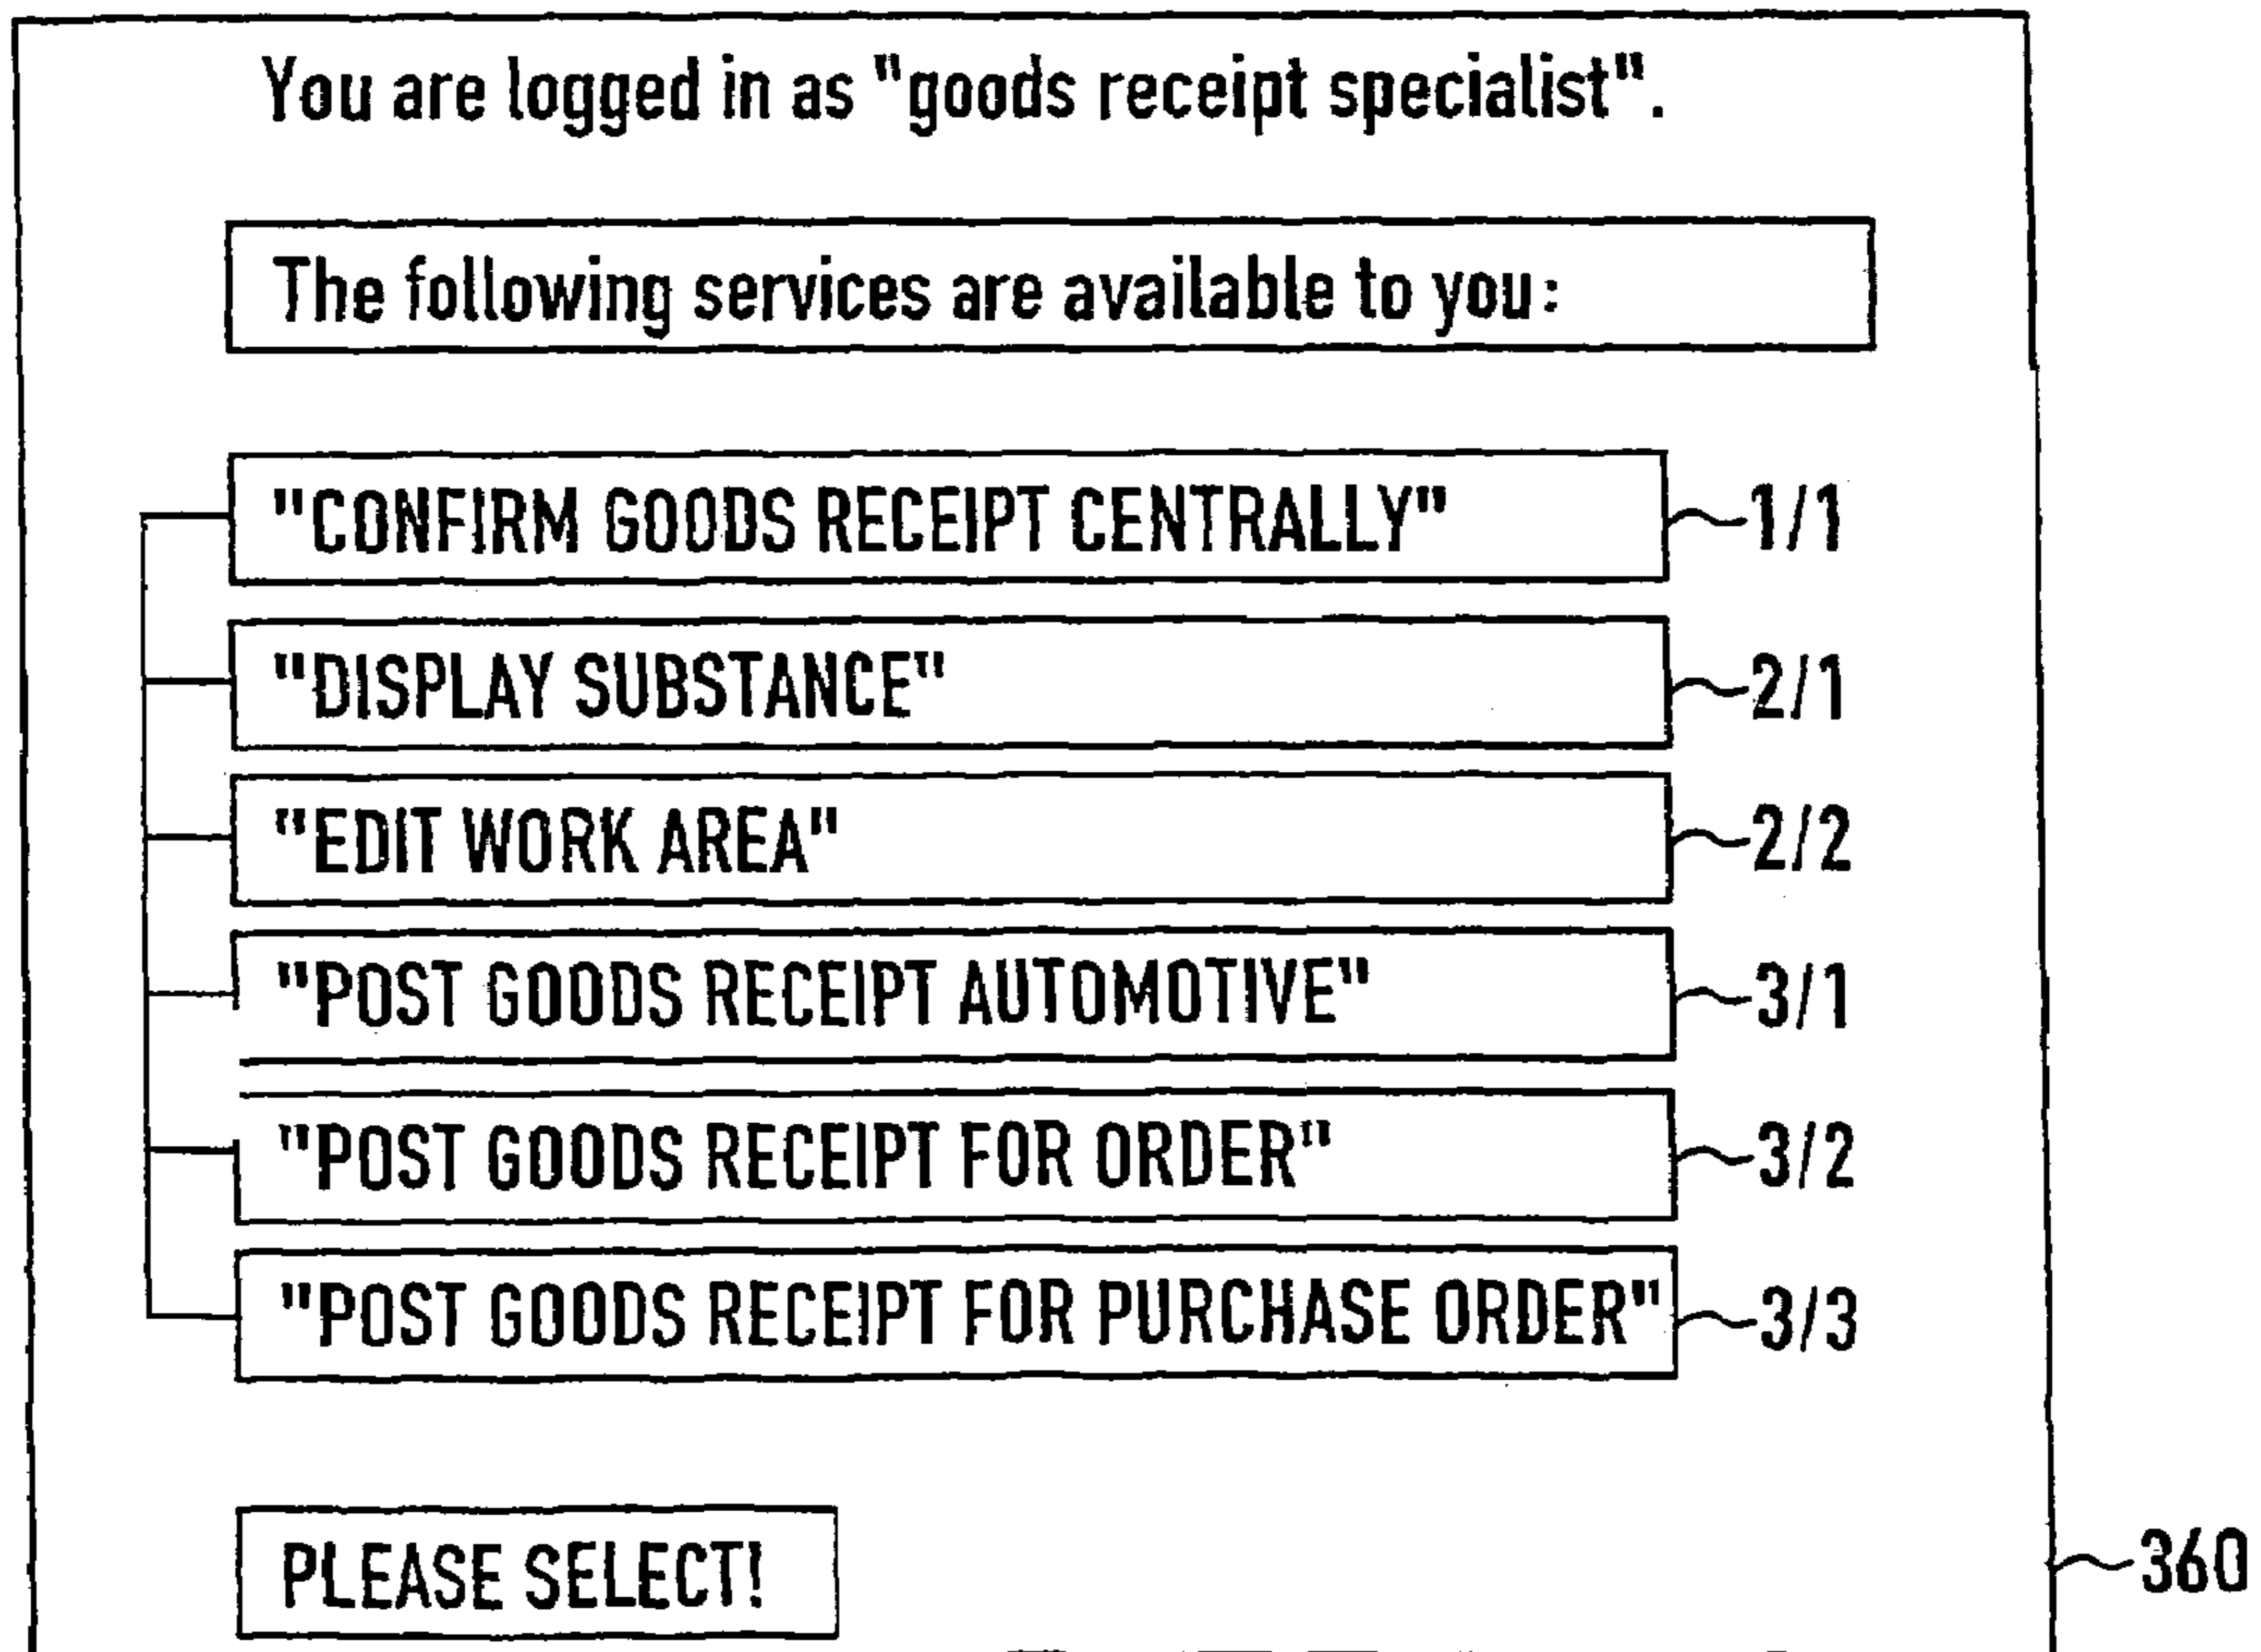 You are logged in as "goods receipt specialist".
The following services are available to you:
"CONFIRM GOODS RECEIPT CENTRALLY" 1/1
"DISPLAY SUBSTANCE" 2/1
"EDIT WORK AREA" 2/2
"POST GOODS RECEIPT AUTOMOTIVE" 3/1
"POST GOODS RECEIPT FOR ORDER" 3/2
"POST GOODS RECEIPT FOR PURCHASE ORDER" 3/3
PLEASE SELECT! 360